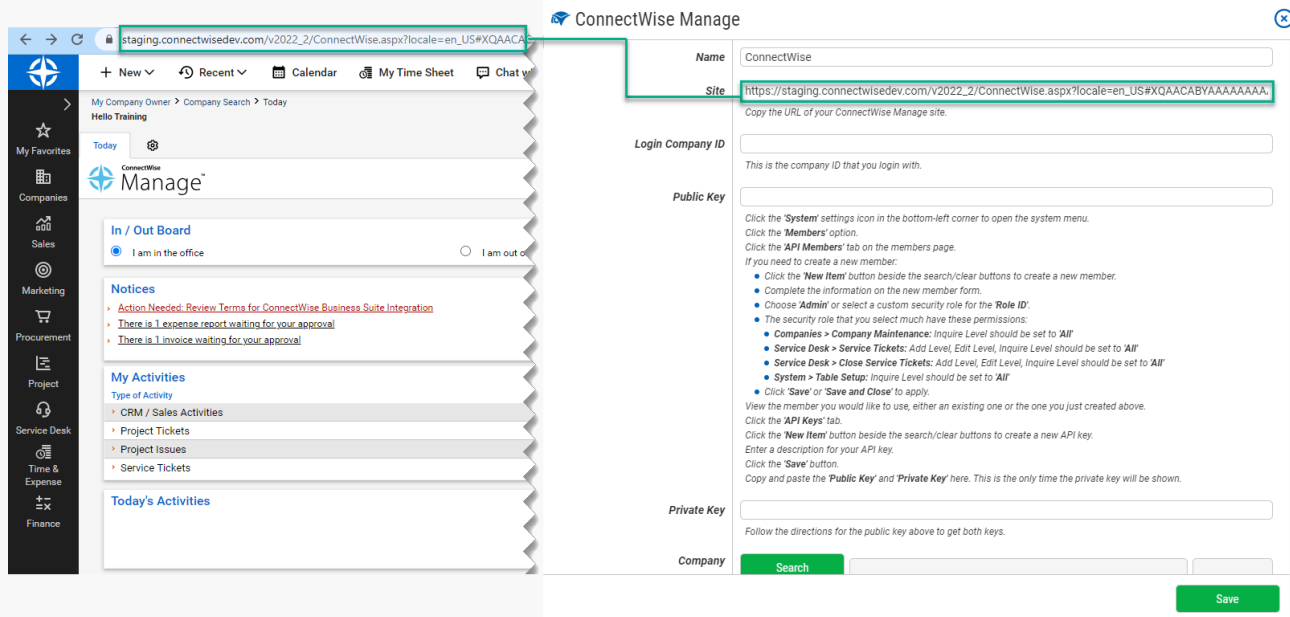 ConnectWise Manage
staging.connectwisedev.com/v2022_2/ConnectWise.aspx?locale=en_US#XQAACAB
+ New
Recent
Calendar
My Time Sheet
Chat
My Company Owner > Company Search > Today
Hello Training
Today
ConnectWise
Manage™
My Favorites
Companies
Sales
Marketing
Procurement
Project
Service Desk
Time &
Expense
Finance
In / Out Board
I am in the office
I am out
Notices
Action Needed: Review Terms for ConnectWise Business Suite Integration
There is 1 expense report waiting for your approval
There is 1 invoice waiting for your approval
My Activities
Type of Activity
CRM / Sales Activities
Project Tickets
Project Issues
Service Tickets
Today's Activities
Name
ConnectWise
Site
https://staging.connectwisedev.com/v2022_2/ConnectWise.aspx?locale=en_US#XQAACABYAAAAAAAA
Copy the URL of your ConnectWise Manage site.
Login Company ID
This is the company ID that you login with.
Public Key
Click the 'System' settings icon in the bottom-left corner to open the system menu.
Click the 'Members' option.
Click the 'API Members' tab on the members page.
If you need to create a new member:
Click the 'New Item' button beside the search/clear buttons to create a new member.
Complete the information on the new member form.
Choose 'Admin' or select a custom security role for the 'Role ID'.
The security role that you select much have these permissions:
Companies > Company Maintenance: Inquire Level should be set to 'All'
Service Desk > Service Tickets: Add Level, Edit Level, Inquire Level should be set to 'All'
Service Desk > Close Service Tickets: Add Level, Edit Level, Inquire Level should be set to 'All'
System > Table Setup: Inquire Level should be set to 'All'
Click 'Save' or 'Save and Close' to apply.
View the member you would like to use, either an existing one or the one you just created above.
Click the 'API Keys' tab.
Click the 'New Item' button beside the search/clear buttons to create a new API key.
Enter a description for your API key.
Click the 'Save' button.
Copy and paste the 'Public Key' and 'Private Key' here. This is the only time the private key will be shown.
Private Key
Follow the directions for the public key above to get both keys.
Company
Search
Save